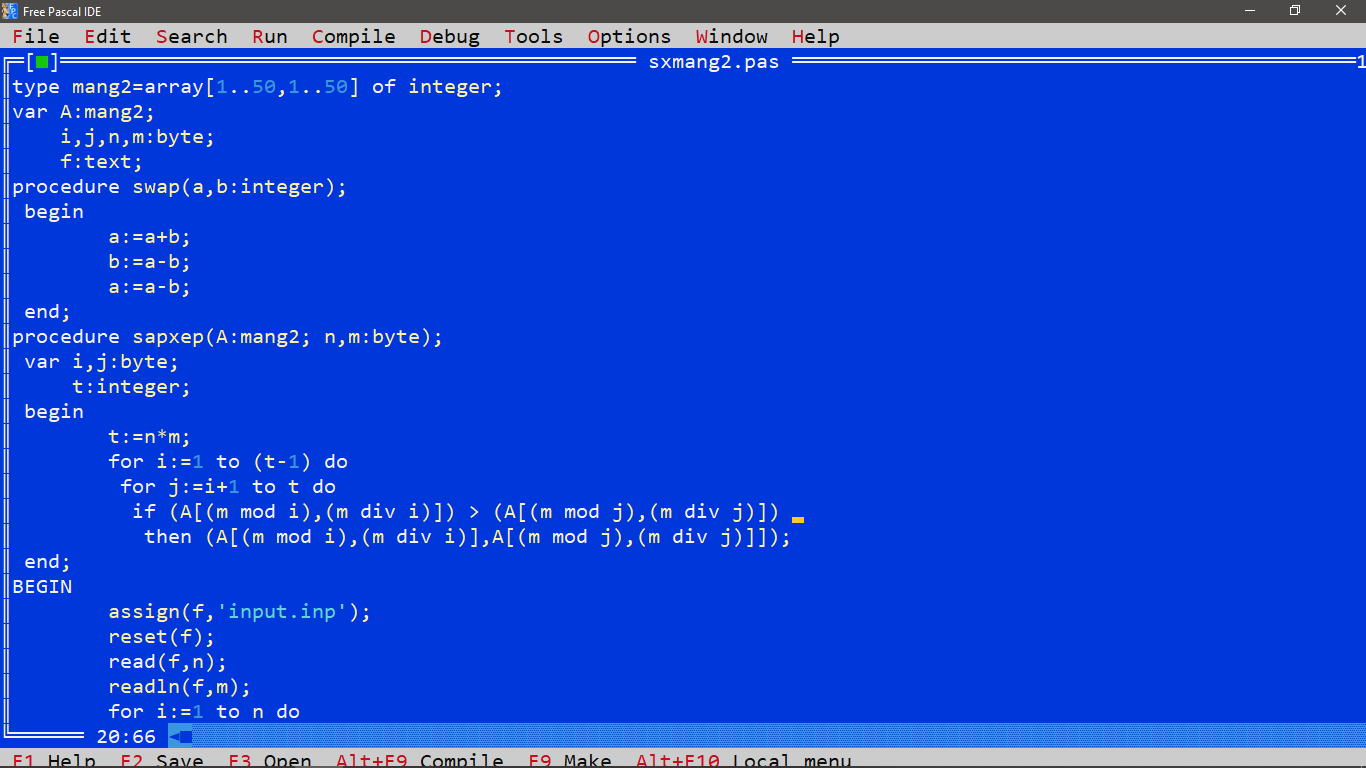 Free Pascal IDE
File Edit Search Run Compile Debug Tools Options Window Help
[■] sxmang2.pas 1
type mang2=array[1..50,1..50] of integer;
var A:mang2;
    i,j,n,m:byte;
    f:text;
procedure swap(a,b:integer);
 begin
        a:=a+b;
        b:=a-b;
        a:=a-b;
 end;
procedure sapxep(A:mang2; n,m:byte);
 var i,j:byte;
     t:integer;
 begin
        t:=n*m;
        for i:=1 to (t-1) do
         for j:=i+1 to t do
          if (A[(m mod i),(m div i)]) > (A[(m mod j),(m div j)])
           then (A[(m mod i),(m div i)],A[(m mod j),(m div j)]]);
 end;
BEGIN
        assign(f,'input.inp');
        reset(f);
        read(f,n);
        readln(f,m);
        for i:=1 to n do
20:66
F1 Help F2 Save F3 Open Alt+F9 Compile F9 Make Alt+F10 Local menu